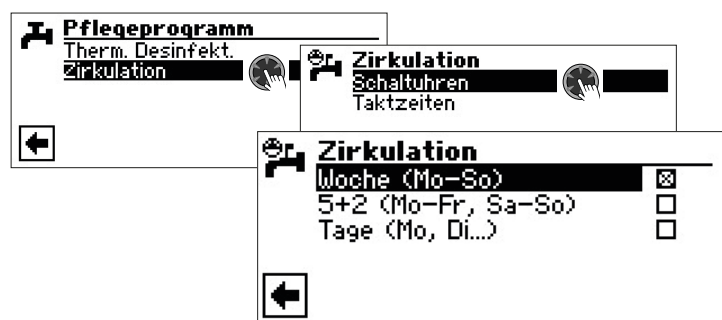 Pflegeprogramm
Therm. Desinfekt.
Zirkulation
Zirkulation
Schaltuhren
Taktzeiten
Zirkulation
Woche (Mo-So)
5+2 (Mo-Fr, Sa-So)
Tage (Mo, Di...)